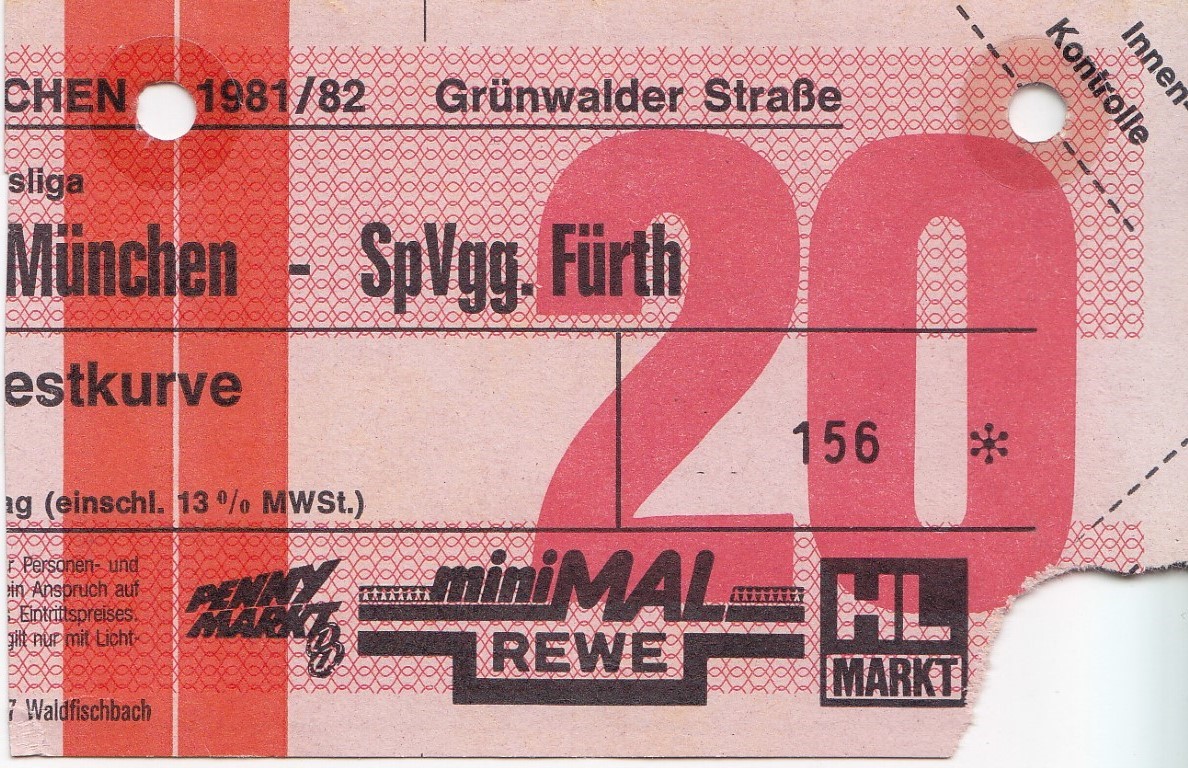 CHEN 1981/82 Grünwalder Straße
Kontrolle
Innen-
sliga
München - SpVgg. Fürth
20
estkurve
156 *
ag (einschl. 13 % MWSt.)
r Personen- und
in Anspruch auf
. Eintrittspreises.
gilt nur mit Licht-
7 Waldfischbach
PENNY
MARKT
miniMAL
REWE
HL
MARKT